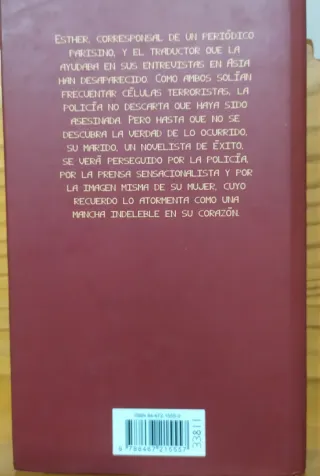 ESTHER, CORRESPONSAL DE UN PERIÓDICO
PARISINO, Y EL TRADUCTOR QUE LA
AYUDABA EN SUS ENTREVISTAS EN ÁSIA
HAN DESAPARECIDO. COMO AMBOS SOLÍAN
FRECUENTAR CÉLULAS TERRORISTAS, LA
POLICÍA NO DESCARTA QUE HAYA SIDO
ASESINADA. PERO HASTA QUE NO SE
DESCUBRA LA VERDAD DE LO OCURRIDO,
SU MARIDO, UN NOVELISTA DE ÉXITO,
SE VERÁ PERSEGUIDO POR LA POLICÍA,
POR LA PRENSA SENSACIONALISTA Y POR
LA IMAGEN MISMA DE SU MUJER, CUYO
RECUERDO LO ATORMENTA COMO UNA
MANCHA INDELEBLE EN SU CORAZÓN.
33811